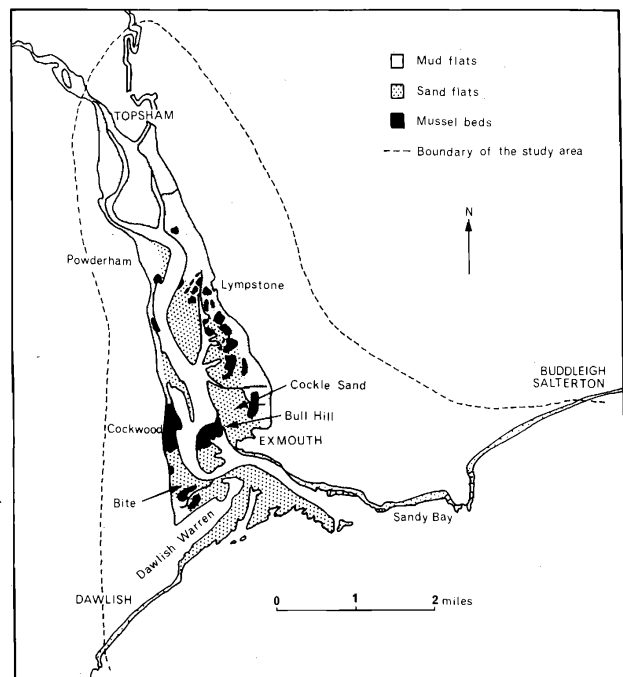 Mud flats
Sand flats
Mussel beds
Boundary of the study area
TOPSHAM
N
Powderham
Lympstone
BUDDLEIGH
SALTERTON
Cockle Sand
Bull Hill
Cockwood
EXMOUTH
Bite
Sandy Bay
Dawlish Warren
DAWLISH
0 1 2 miles